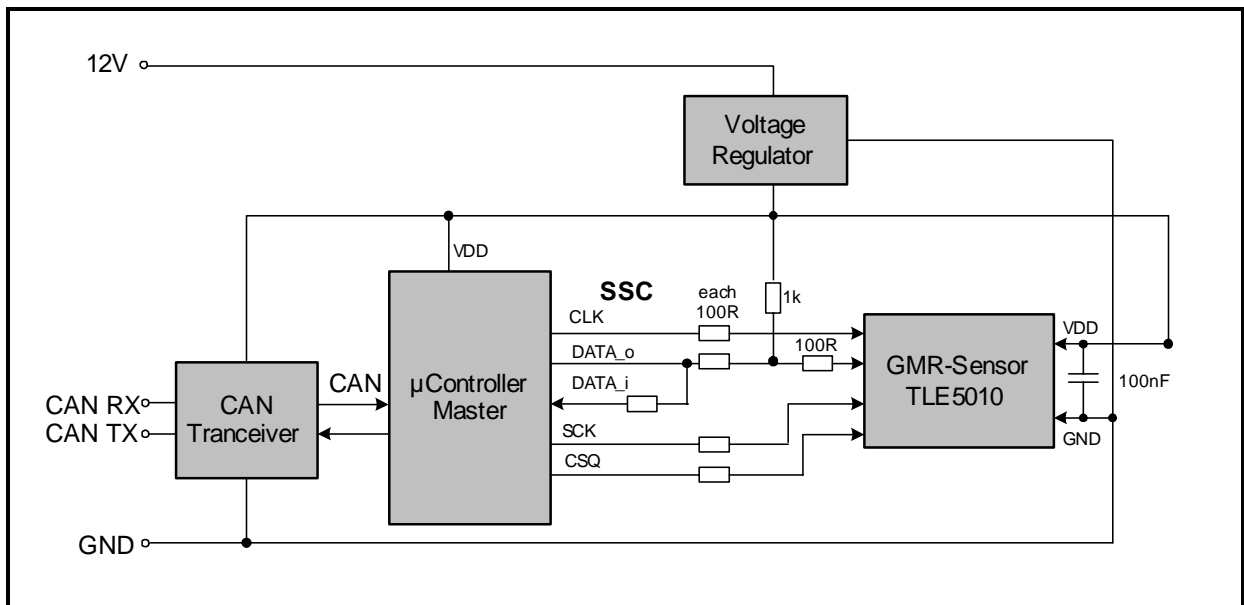 12V
Voltage
Regulator
VDD
SSC
each
100R
1k
CLK
DATA_o
100R
VDD
DATA_i
GMR-Sensor
TLE5010
100nF
CAN
µController
Master
CAN RX
CAN TX
CAN
Tranceiver
SCK
CSQ
GND
GND